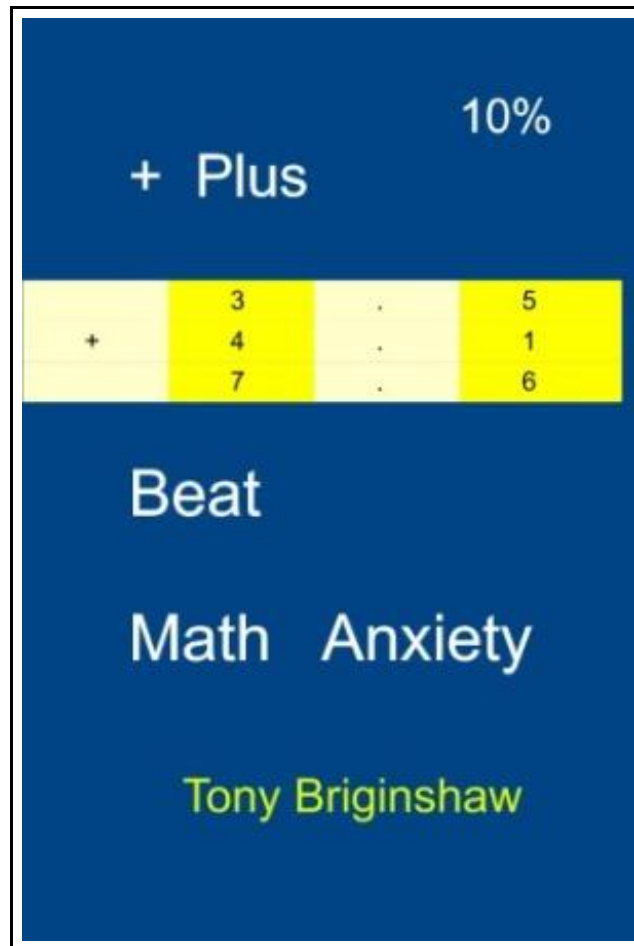 10%
+ Plus
3 . 5
+ 4 . 1
7 . 6
Beat
Math Anxiety
Tony Briginshaw